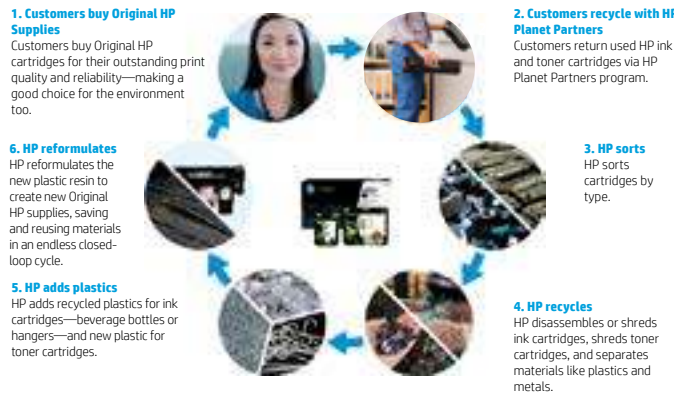 1. Customers buy Original HP
Supplies
Customers buy Original HP
cartridges for their outstanding print
quality and reliability—making a
good choice for the environment
too.
2. Customers recycle with HP
Planet Partners
Customers return used HP ink
and toner cartridges via HP
Planet Partners program.
3. HP sorts
HP sorts
cartridges by
type.
4. HP recycles
HP disassembles or shreds
ink cartridges, shreds toner
cartridges, and separates
materials like plastics and
metals.
5. HP adds plastics
HP adds recycled plastics for ink
cartridges—beverage bottles or
hangers—and new plastic for
toner cartridges.
6. HP reformulates
HP reformulates the
new plastic resin to
create new Original
HP supplies, saving
and reusing materials
in an endless closed-
loop cycle.